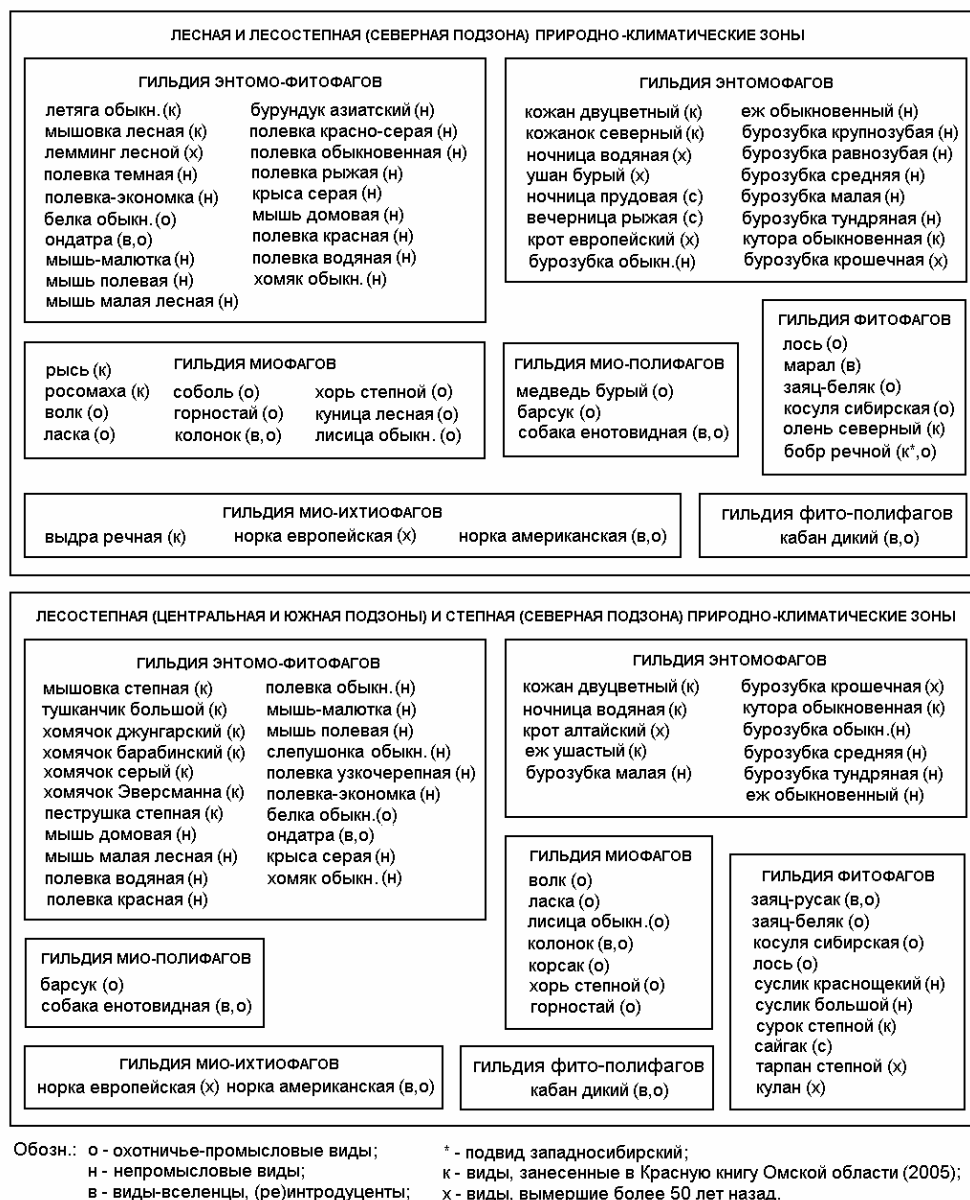 ЛЕСНАЯ И ЛЕСОСТЕПНАЯ (СЕВЕРНАЯ ПОДЗОНА) ПРИРОДНО-КЛИМАТИЧЕСКИЕ ЗОНЫ
ГИЛЬДИЯ ЭНТОМО-ФИТОФАГОВ
летяга обыкн.(к)
мышовка лесная (к)
лемминг лесной (х)
полевка темная (н)
полевка-экономка (н)
белка обыкн. (о)
ондатра (в,о)
мышь-малютка (н)
мышь полевая (н)
мышь малая лесная (н)
бурундук азиатский (н)
полевка красно-серая (н)
полевка обыкновенная (н)
полевка рыжая (н)
крыса серая (н)
мышь домовая (н)
полевка красная (н)
полевка водяная (н)
хомяк обыкн. (н)
ГИЛЬДИЯ ЭНТОМОФАГОВ
кожан двуцветный (к)
кожанок северный (к)
ночница водяная (х)
ушан бурый (х)
ночница прудовая (с)
вечерница рыжая (с)
крот европейский (х)
бурозубка обыкн.(н)
еж обыкновенный (н)
бурозубка крупнозубая (н)
бурозубка равнозубая (н)
бурозубка средняя (н)
бурозубка малая (н)
бурозубка тундряная (н)
кутора обыкновенная (к)
бурозубка крошечная (х)
ГИЛЬДИЯ МИОФАГОВ
рысь (к)
росомаха (к)
волк (о)
ласка (о)
соболь (о)
горностай (о)
колонок (в,о)
хорь степной (о)
куница лесная (о)
лисица обыкн. (о)
ГИЛЬДИЯ МИО-ПОЛИФАГОВ
медведь бурый (о)
барсук (о)
собака енотовидная (в,о)
ГИЛЬДИЯ ФИТОФАГОВ
лось (о)
марал (в)
заяц-беляк (о)
косуля сибирская (о)
олень северный (к)
бобр речной (к*,о)
ГИЛЬДИЯ МИО-ИХТИОФАГОВ
выдра речная (к) норка европейская (х) норка американская (в,о)
ГИЛЬДИЯ ФИТО-ПОЛИФАГОВ
кабан дикий (в,о)
ЛЕСОСТЕПНАЯ (ЦЕНТРАЛЬНАЯ И ЮЖНАЯ ПОДЗОНЫ) И СТЕПНАЯ (СЕВЕРНАЯ ПОДЗОНА) ПРИРОДНО-КЛИМАТИЧЕСКИЕ ЗОНЫ
ГИЛЬДИЯ ЭНТОМО-ФИТОФАГОВ
мышовка степная (к)
тушканчик большой (к)
хомячок джунгарский (к)
хомячок барабинский (к)
хомячок серый (к)
хомячок Эверсманна (к)
пеструшка степная (к)
мышь домовая (н)
мышь малая лесная (н)
полевка водяная (н)
полевка красная (н)
полевка обыкн.(н)
мышь-малютка (н)
мышь полевая (н)
слепушонка обыкн. (н)
полевка узкочерепная (н)
полевка-экономка (н)
белка обыкн.(о)
ондатра (в,о)
крыса серая (н)
хомяк обыкн. (н)
ГИЛЬДИЯ ЭНТОМОФАГОВ
кожан двуцветный (к)
ночница водяная (к)
крот алтайский (х)
еж ушастый (к)
бурозубка малая (н)
бурозубка крошечная (х)
кутора обыкновенная (к)
бурозубка обыкн.(н)
бурозубка средняя (н)
бурозубка тундряная (н)
еж обыкновенный (н)
ГИЛЬДИЯ МИОФАГОВ
волк (о)
ласка (о)
лисица обыкн.(о)
колонок (в,о)
корсак (о)
хорь степной (о)
горностай (о)
ГИЛЬДИЯ ФИТОФАГОВ
заяц-русак (в,о)
заяц-беляк (о)
косуля сибирская (о)
лось (о)
суслик краснощекий (н)
суслик большой (н)
сурок степной (к)
сайгак (с)
тарпан степной (х)
кулан (х)
ГИЛЬДИЯ МИО-ПОЛИФАГОВ
барсук (о)
собака енотовидная (в,о)
ГИЛЬДИЯ МИО-ИХТИОФАГОВ
норка европейская (х) норка американская (в,о)
ГИЛЬДИЯ ФИТО-ПОЛИФАГОВ
кабан дикий (в,о)
Обозн.: о - охотничье-промысловые виды;
н - непромысловые виды;
в - виды-вселенцы, (ре)интродуценты;
* - подвид западносибирский;
к - виды, занесенные в Красную книгу Омской области (2005);
х - виды, вымершие более 50 лет назад.